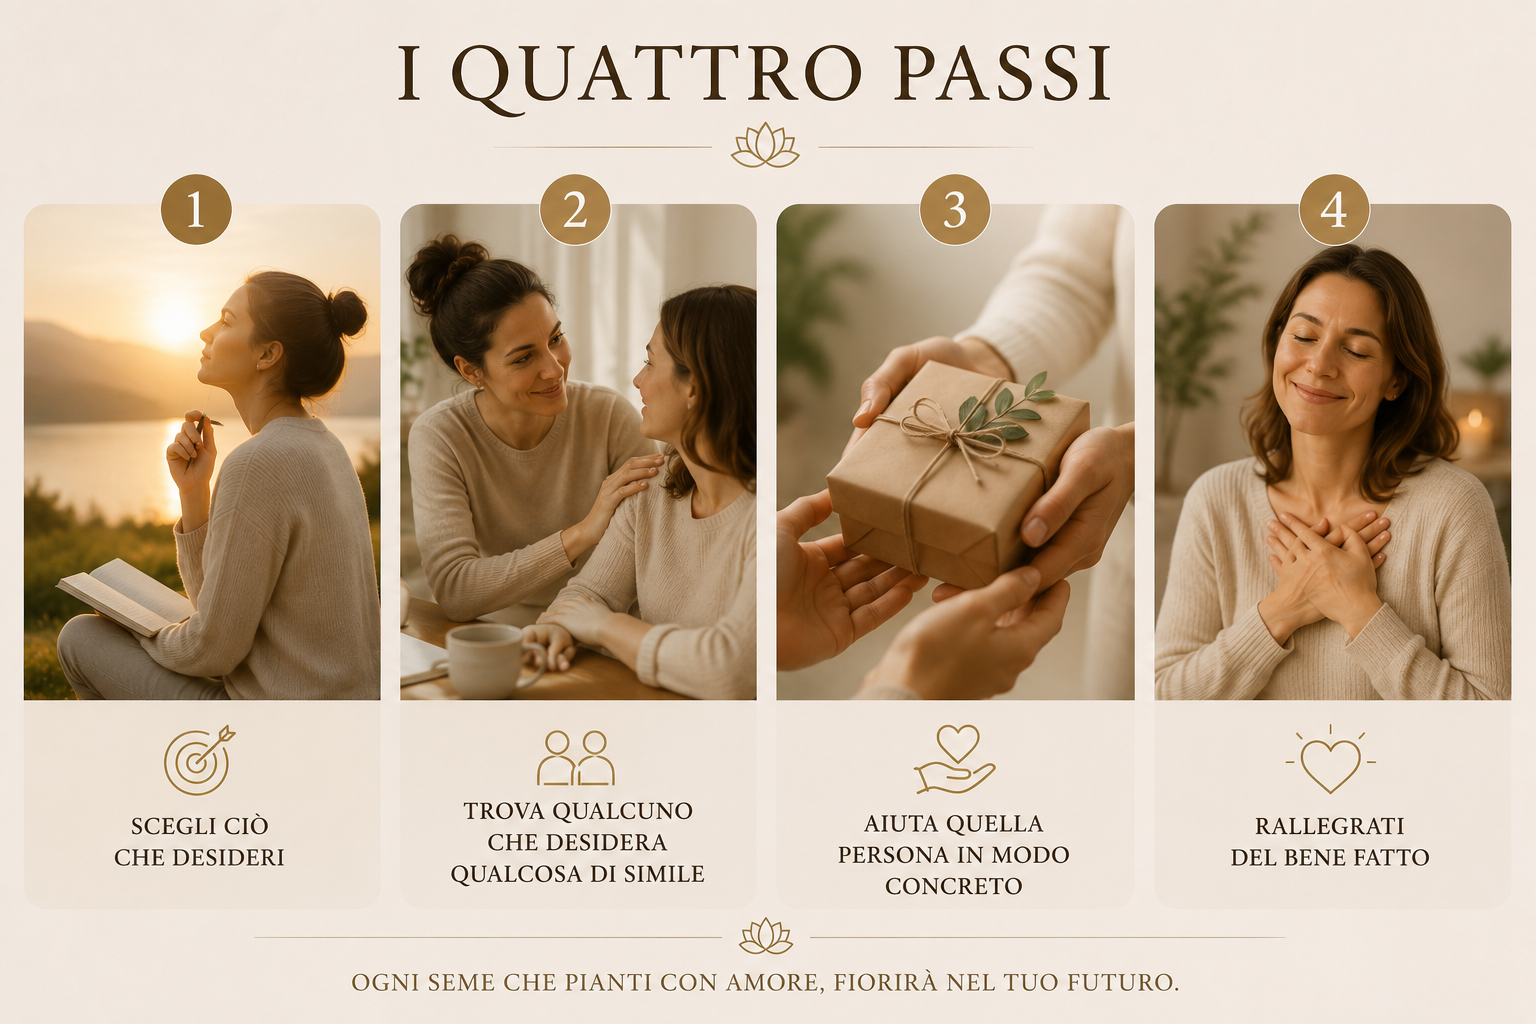 I QUATTRO PASSI
1
2
3
4
SCEGLI CIÒ
CHE DESIDERI
TROVA QUALCUNO
CHE DESIDERA
QUALCOSA DI SIMILE
AIUTA QUELLA
PERSONA IN MODO
CONCRETO
RALLEGRATI
DEL BENE FATTO
OGNI SEME CHE PIANTI CON AMORE, FIORIRÀ NEL TUO FUTURO.